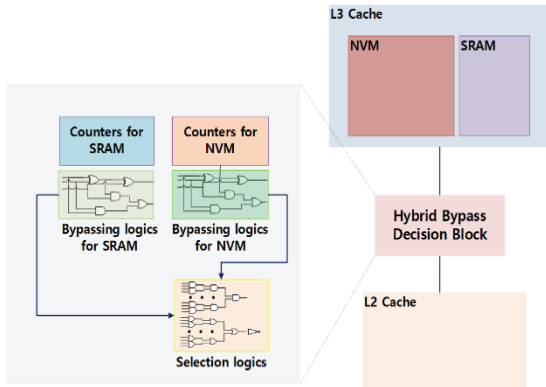 L3 Cache
NVM
SRAM
Counters for
SRAM
Counters for
NVM
Bypassing logics
for SRAM
Bypassing logics
for NVM
Selection logics
Hybrid Bypass
Decision Block
L2 Cache